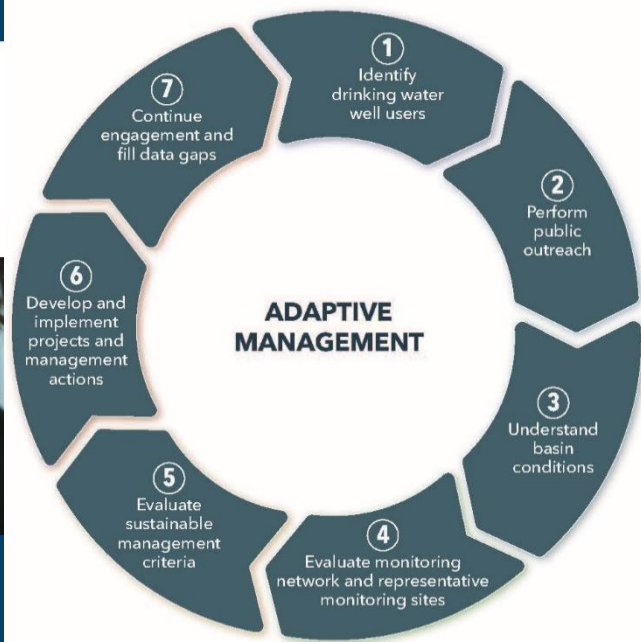 1
Identify
drinking water
well users
2
Perform
public
outreach
3
Understand
basin
conditions
4
Evaluate monitoring
network and representative
monitoring sites
5
Evaluate
sustainable
management
criteria
6
Develop and
implement
projects and
management
actions
7
Continue
engagement and
fill data gaps
ADAPTIVE
MANAGEMENT